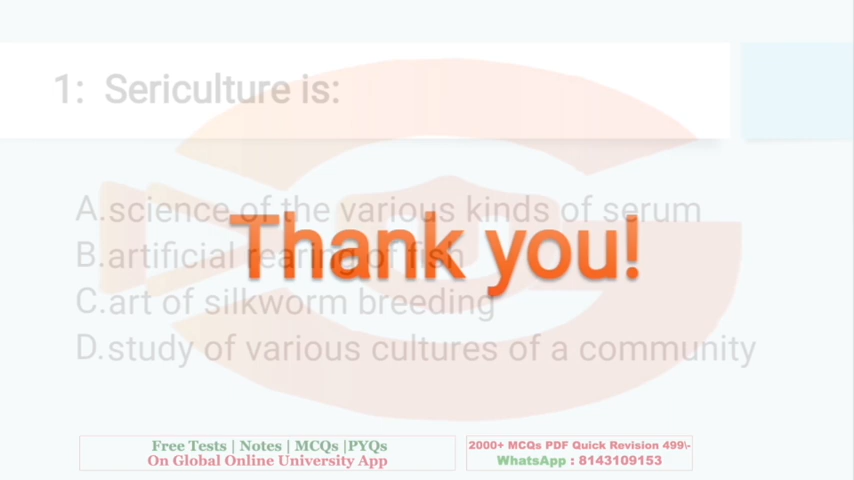 1: Sericulture is:
A.science of the various kinds of serum
B.artificial rearing of fish
C.art of silkworm breeding
D.study of various cultures of a community
Thank you!
Free Tests | Notes | MCQs |PYQs
On Global Online University App
2000+ MCQs PDF Quick Revision 499\-
WhatsApp : 8143109153